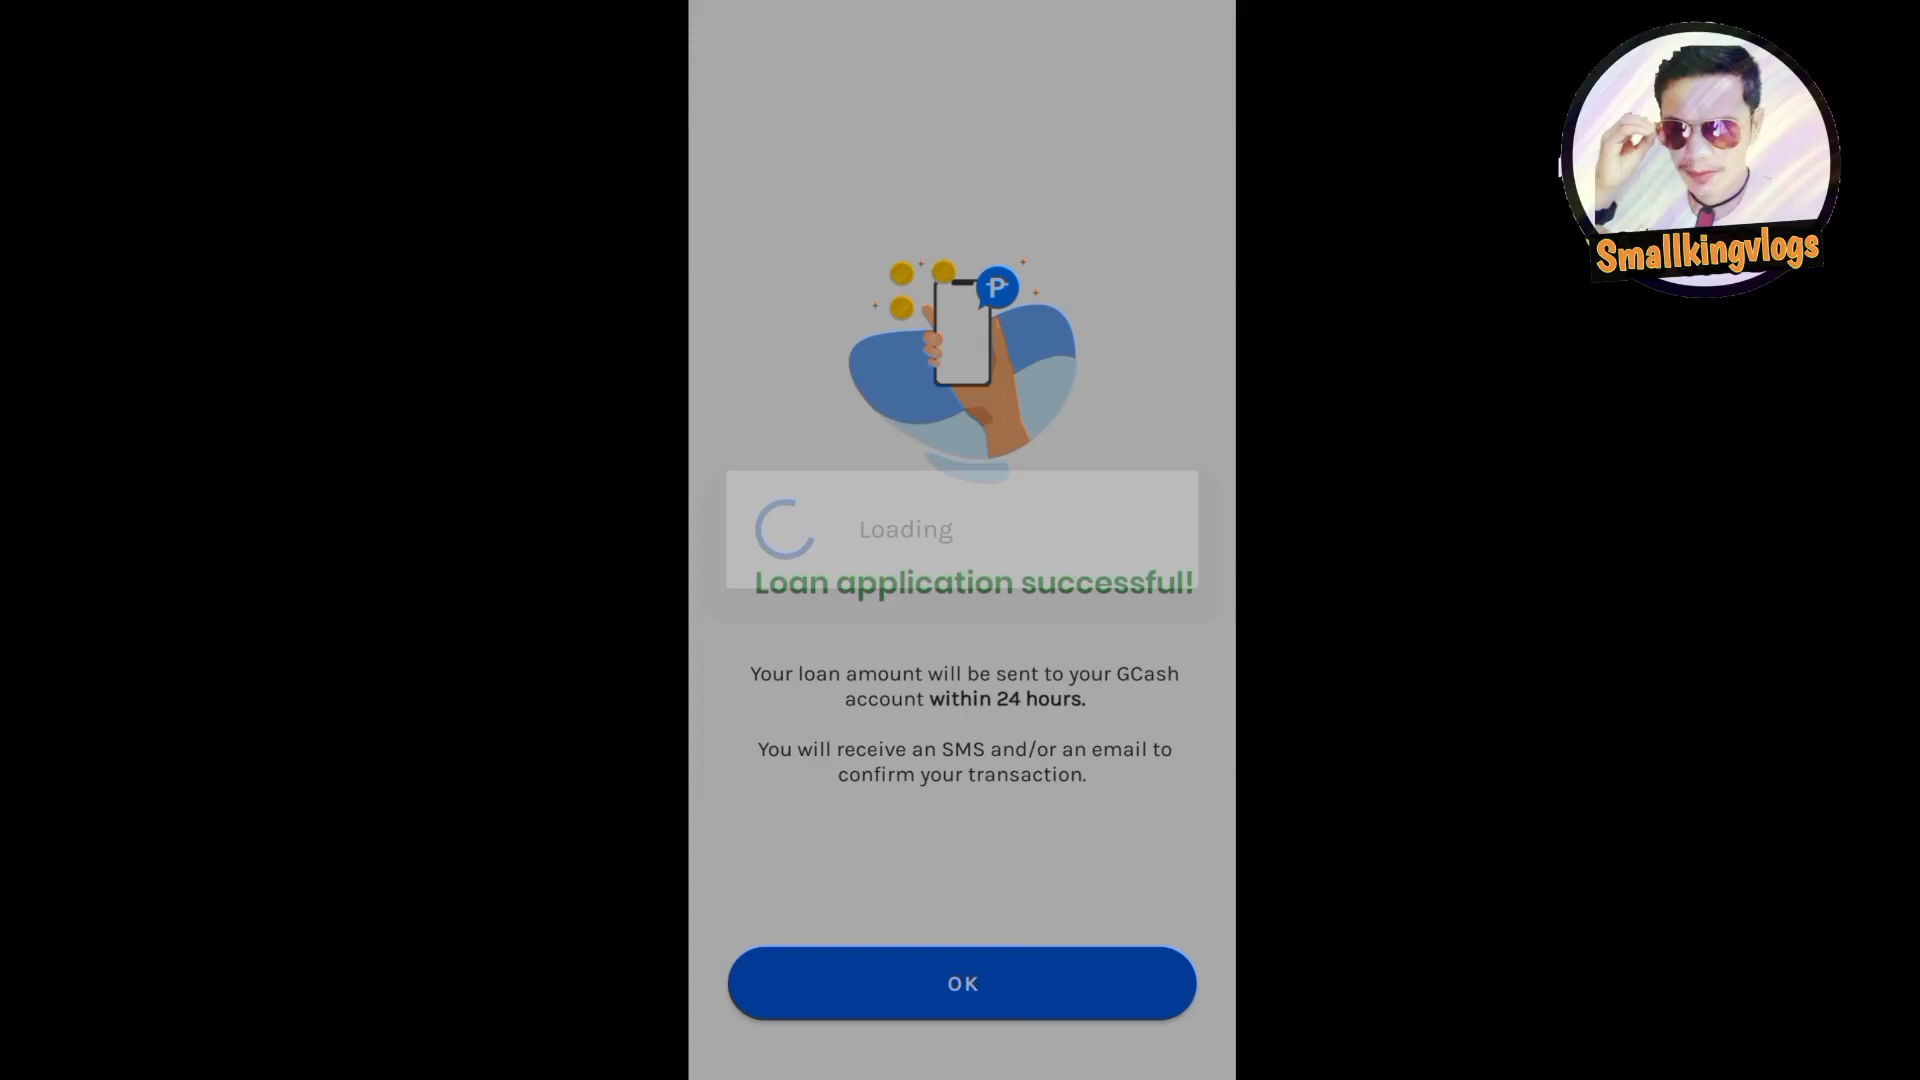 Smallkingvlogs
P
Loading
Loan application successful!
Your loan amount will be sent to your GCash
account within 24 hours.
You will receive an SMS and/or an email to
confirm your transaction.
OK